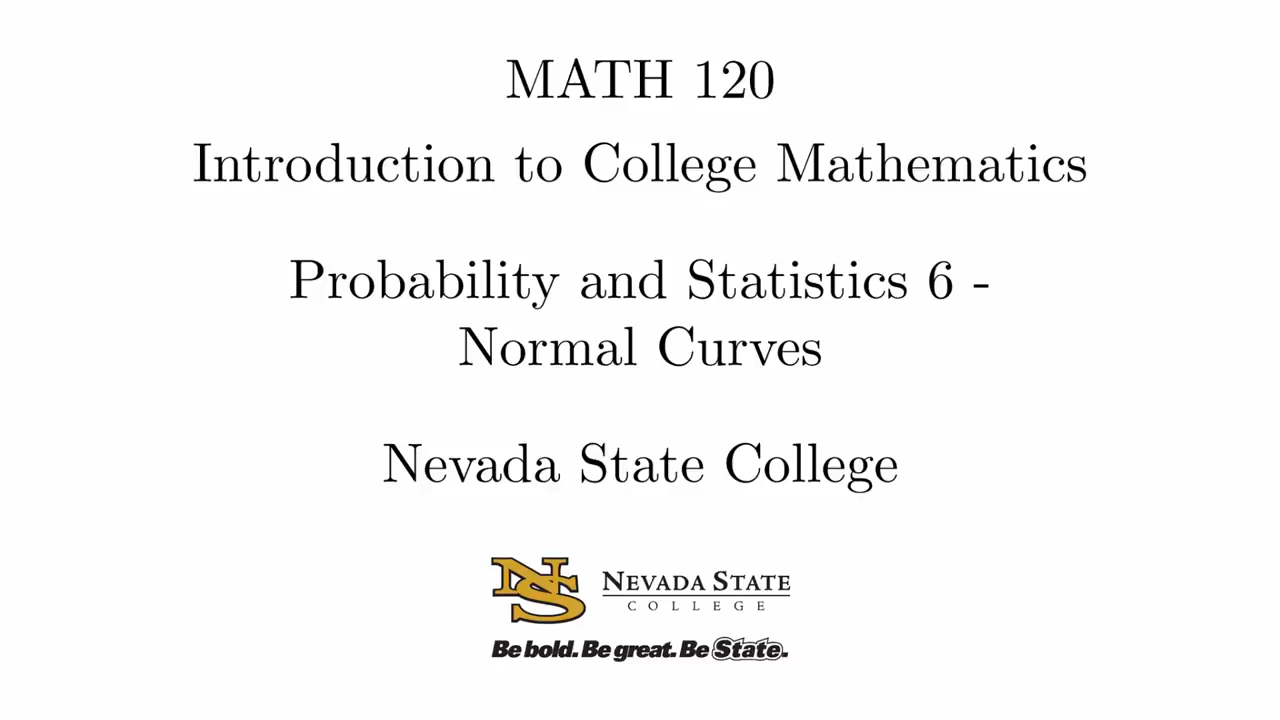 MATH 120
Introduction to College Mathematics
Probability and Statistics 6 -
Normal Curves
Nevada State College
NS NEVADA STATE
COLLEGE
Be bold. Be great. Be State.